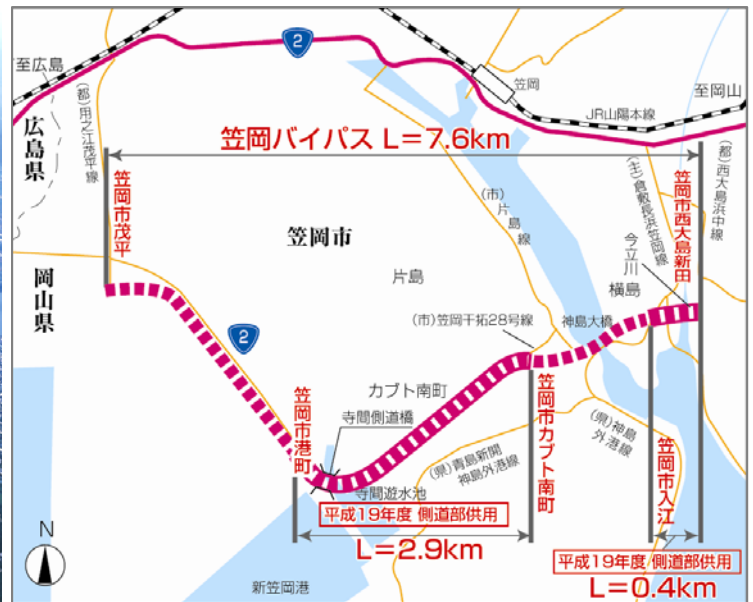 2
至広島
笠岡
至岡山
JR山陽本線
(都)用之江茂平線
広島県
笠岡バイパス L=7.6km
(都)西大島浜中線
(主)倉敷長浜笠岡線
笠岡市西大島新田
笠岡市茂平
(市)片島線
笠岡市
今立川
片島
横島
岡山県
(市)笠岡干拓28号線
神島大橋
2
カブト南町
笠岡市港町
寺間側道橋
笠岡市カブト南町
(県)神島外港線
(県)青島新開
神島外港線
笠岡市入江
寺間遊水池
平成19年度 側道部供用
L=2.9km
平成19年度 側道部供用
L=0.4km
N
新笠岡港